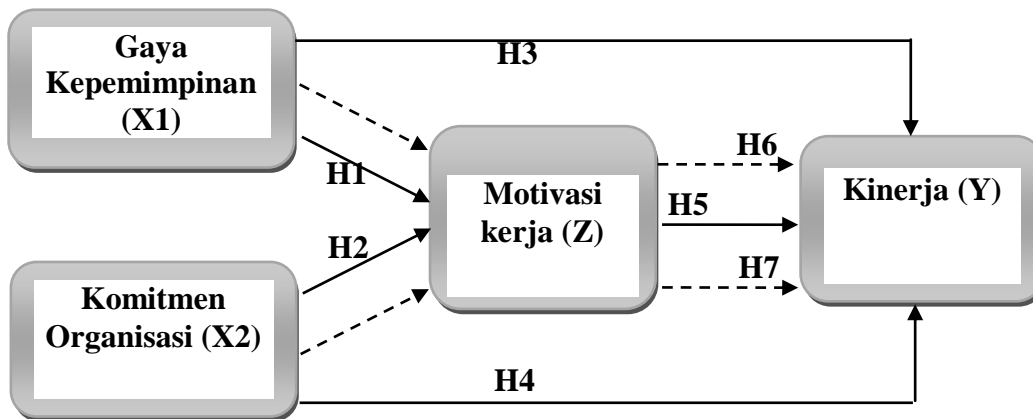 Gaya
Kepemimpinan
(X1)
H3
H1
H2
Komitmen
Organisasi (X2)
Motivasi
kerja (Z)
H6
H5
H7
Kinerja (Y)
H4